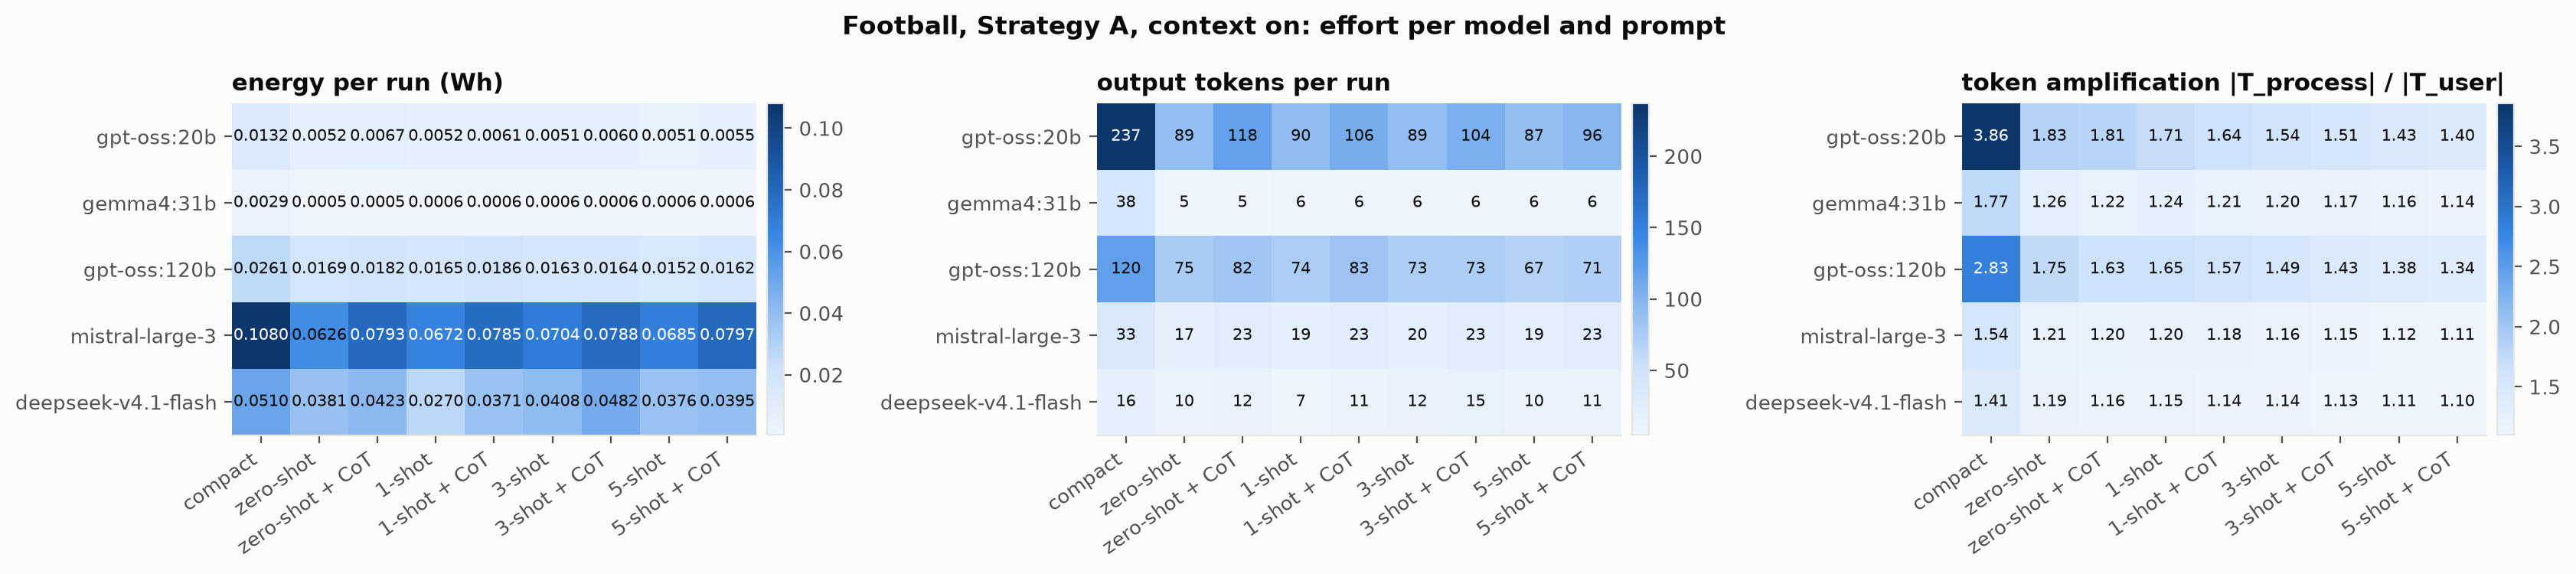 Football, Strategy A, context on: effort per model and prompt
energy per run (Wh)
gpt-oss:20b 0.0132 0.0052 0.0067 0.0052 0.0061 0.0051 0.0060 0.0051 0.0055
gemma4:31b 0.0029 0.0005 0.0005 0.0006 0.0006 0.0006 0.0006 0.0006 0.0006
gpt-oss:120b 0.0261 0.0169 0.0182 0.0165 0.0186 0.0163 0.0164 0.0152 0.0162
mistral-large-3 0.1080 0.0626 0.0793 0.0672 0.0785 0.0704 0.0788 0.0685 0.0797
deepseek-v4.1-flash 0.0510 0.0381 0.0423 0.0270 0.0371 0.0408 0.0482 0.0376 0.0395
compact
zero-shot
zero-shot + CoT
1-shot
1-shot + CoT
3-shot
3-shot + CoT
5-shot
5-shot + CoT
0.10
0.08
0.06
0.04
0.02
output tokens per run
gpt-oss:20b 237 89 118 90 106 89 104 87 96
gemma4:31b 38 5 5 6 6 6 6 6 6
gpt-oss:120b 120 75 82 74 83 73 73 67 71
mistral-large-3 33 17 23 19 23 20 23 19 23
deepseek-v4.1-flash 16 10 12 7 11 12 15 10 11
compact
zero-shot
zero-shot + CoT
1-shot
1-shot + CoT
3-shot
3-shot + CoT
5-shot
5-shot + CoT
200
150
100
50
token amplification |T_process| / |T_user|
gpt-oss:20b 3.86 1.83 1.81 1.71 1.64 1.54 1.51 1.43 1.40
gemma4:31b 1.77 1.26 1.22 1.24 1.21 1.20 1.17 1.16 1.14
gpt-oss:120b 2.83 1.75 1.63 1.65 1.57 1.49 1.43 1.38 1.34
mistral-large-3 1.54 1.21 1.20 1.20 1.18 1.16 1.15 1.12 1.11
deepseek-v4.1-flash 1.41 1.19 1.16 1.15 1.14 1.14 1.13 1.11 1.10
compact
zero-shot
zero-shot + CoT
1-shot
1-shot + CoT
3-shot
3-shot + CoT
5-shot
5-shot + CoT
3.5
3.0
2.5
2.0
1.5